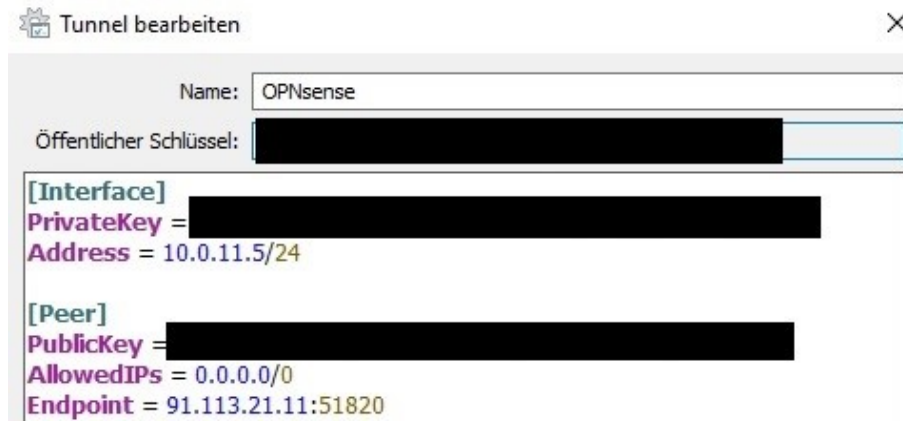 Tunnel bearbeiten
Name: OPNsense
Öffentlicher Schlüssel:
[Interface]
PrivateKey =
Address = 10.0.11.5/24
[Peer]
PublicKey =
AllowedIPs = 0.0.0.0/0
Endpoint = 91.113.21.11:51820